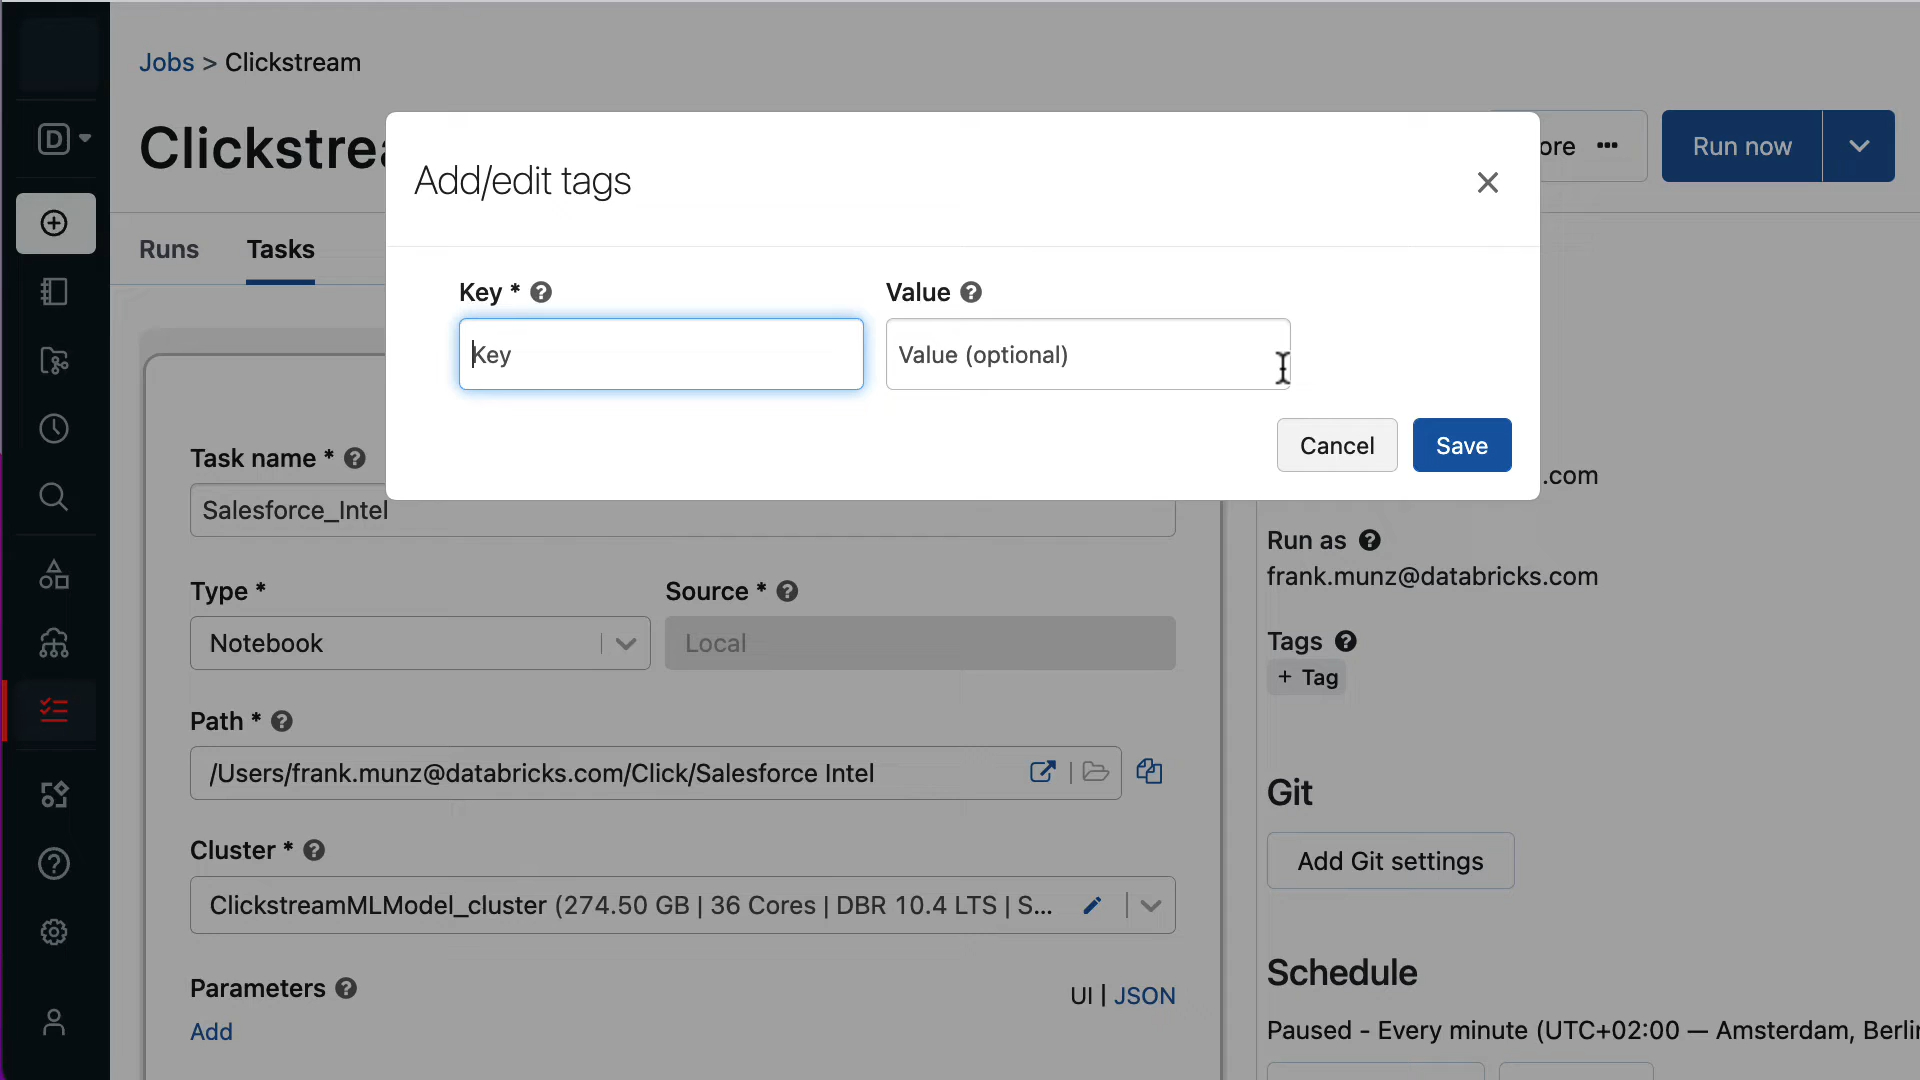 Jobs > Clickstream
Clickstrea
ore ···
Run now
Runs
Tasks
Add/edit tags
Key *
Value
Key
Value (optional)
Cancel
Save
Task name *
Salesforce_Intel
.com
Run as
frank.munz@databricks.com
Type *
Source *
Notebook
Local
Tags
+ Tag
Path *
/Users/frank.munz@databricks.com/Click/Salesforce Intel
Git
Add Git settings
Cluster *
ClickstreamMLModel_cluster (274.50 GB | 36 Cores | DBR 10.4 LTS | S...
Parameters
UI | JSON
Add
Schedule
Paused - Every minute (UTC+02:00 — Amsterdam, Berlin
D